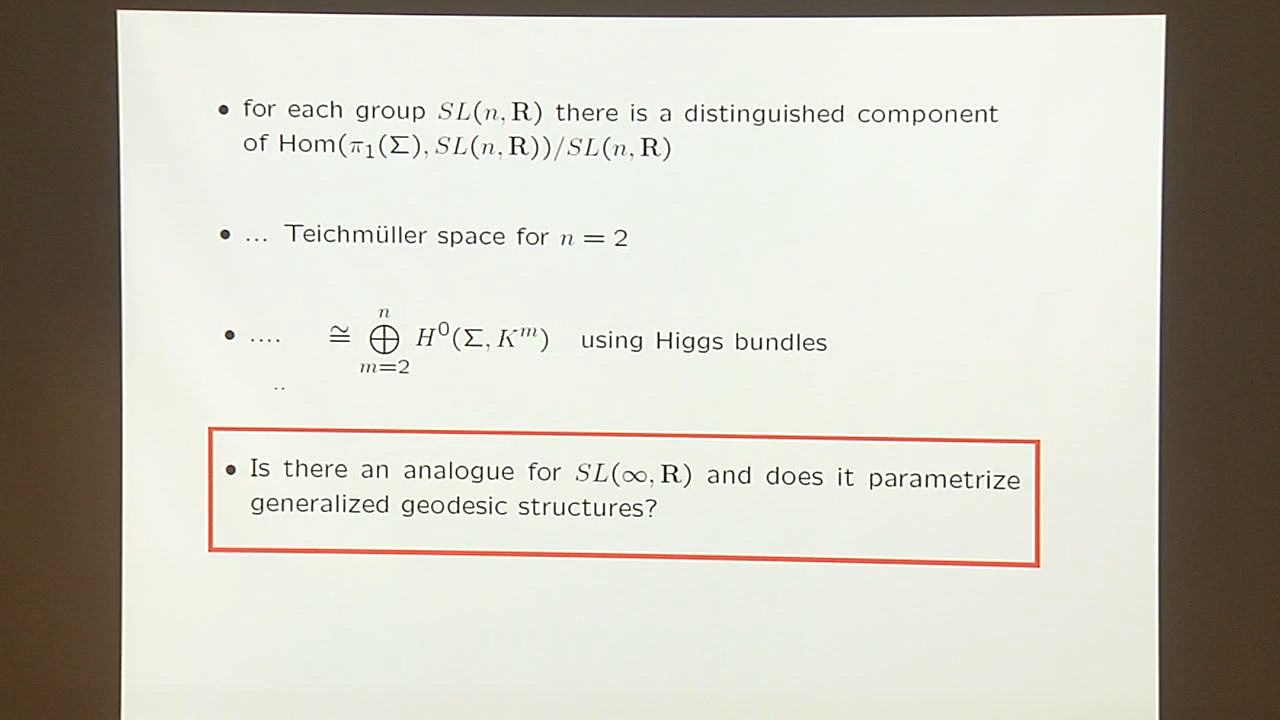 • for each group SL(n, R) there is a distinguished component
of Hom(π₁(Σ), SL(n, R))/SL(n, R)
• ... Teichmüller space for n = 2
• .... ≅ ⊕_{m=2}^{n} H⁰(Σ, Kᵐ) using Higgs bundles
..
• Is there an analogue for SL(∞, R) and does it parametrize
generalized geodesic structures?